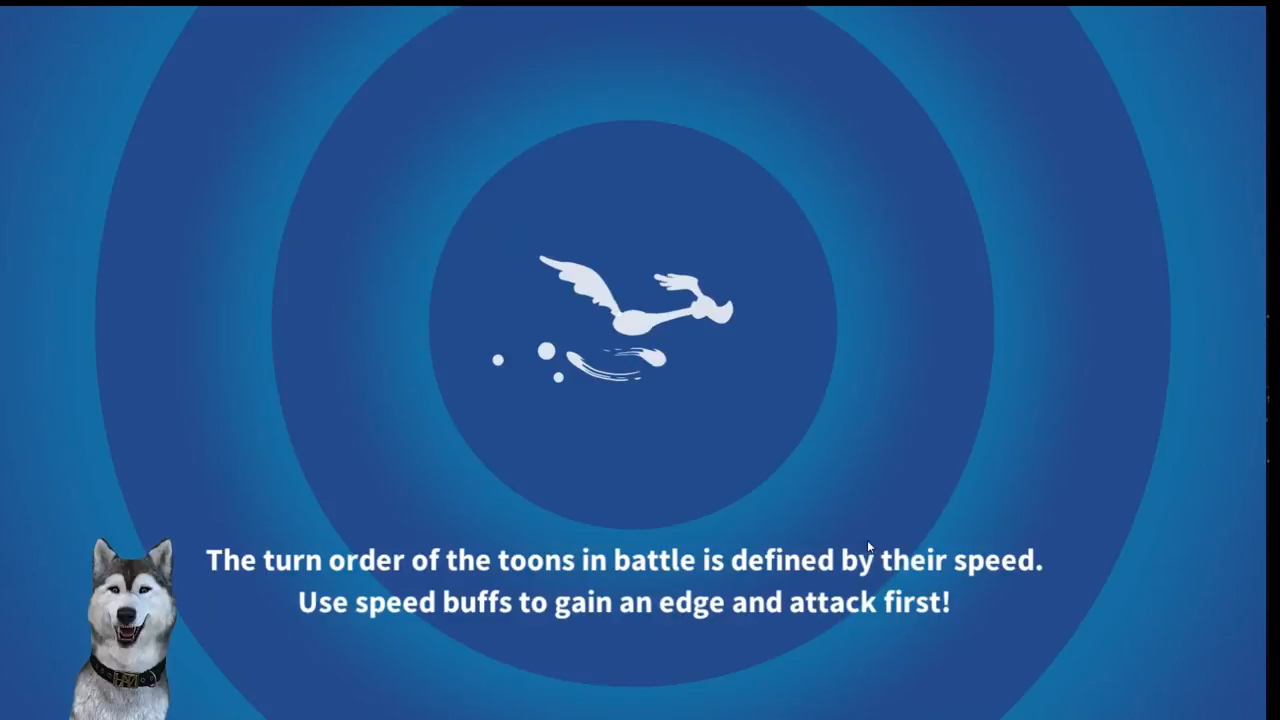 The turn order of the toons in battle is defined by their speed.
Use speed buffs to gain an edge and attack first!